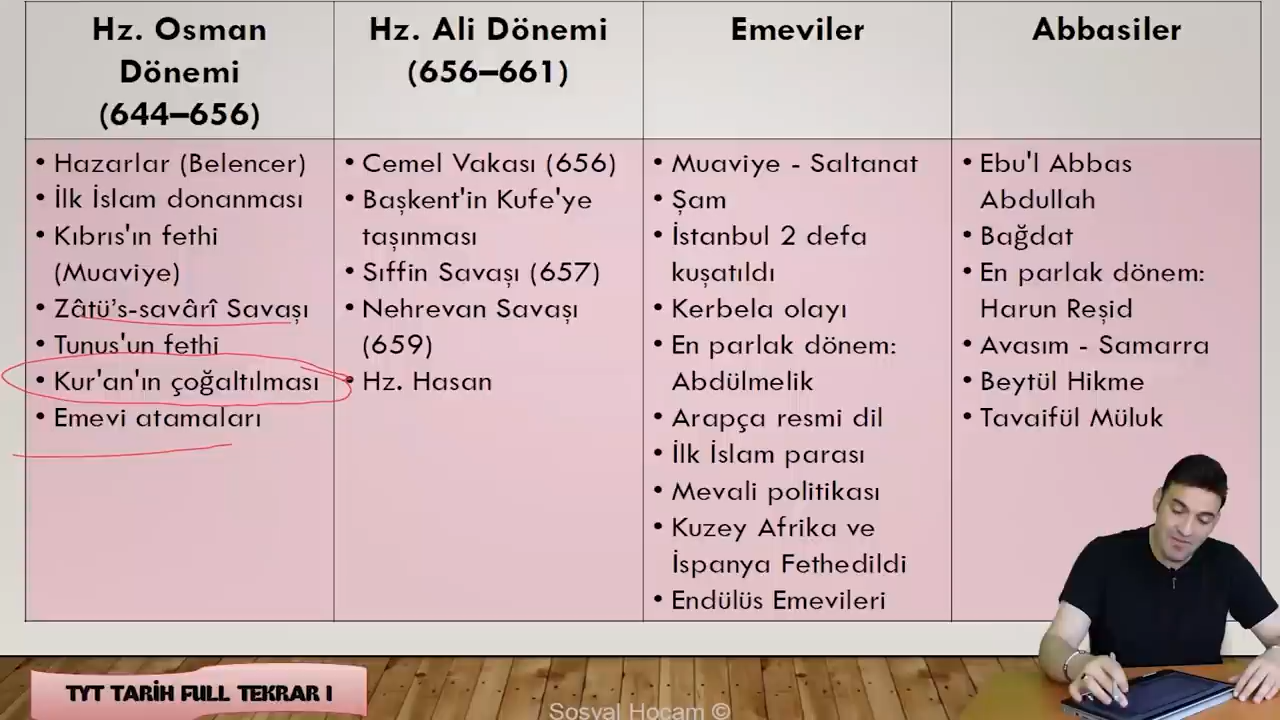 Hz. Osman
Dönemi
(644–656)
Hz. Ali Dönemi
(656–661)
Emeviler
Abbasiler
• Hazarlar (Belencer)
• İlk İslam donanması
• Kıbrıs'ın fethi
(Muaviye)
• Zâtü’s-savârî Savaşı
• Tunus'un fethi
• Kur'an'ın çoğaltılması
• Emevi atamaları
• Cemel Vakası (656)
• Başkent'in Kufe'ye
taşınması
• Sıffin Savaşı (657)
• Nehrevan Savaşı
(659)
• Hz. Hasan
• Muaviye - Saltanat
• Şam
• İstanbul 2 defa
kuşatıldı
• Kerbela olayı
• En parlak dönem:
Abdülmelik
• Arapça resmi dil
• İlk İslam parası
• Mevali politikası
• Kuzey Afrika ve
İspanya Fethedildi
• Endülüs Emevileri
• Ebu'l Abbas
Abdullah
• Bağdat
• En parlak dönem:
Harun Reşid
• Avasım - Samarra
• Beytül Hikme
• Tavaifül Müluk
TYT TARİH FULL TEKRAR I
Sosyal Hocam ©